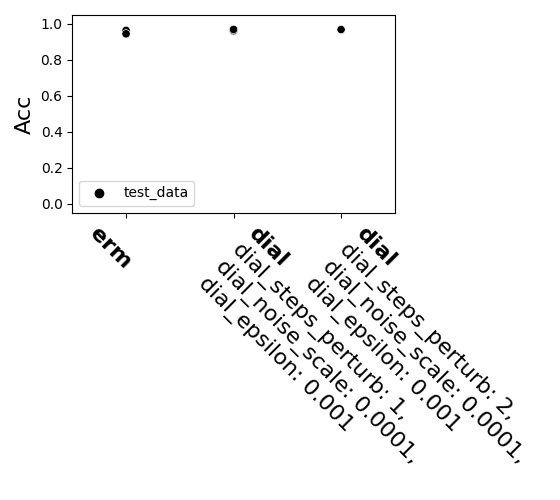 1.0
0.8
0.6
0.4
0.2
0.0
Acc
test_data
erm
dial
dial_steps_perturb: 1,
dial_noise_scale: 0.0001,
dial_epsilon: 0.001
dial
dial_steps_perturb: 2,
dial_noise_scale: 0.0001,
dial_epsilon: 0.001